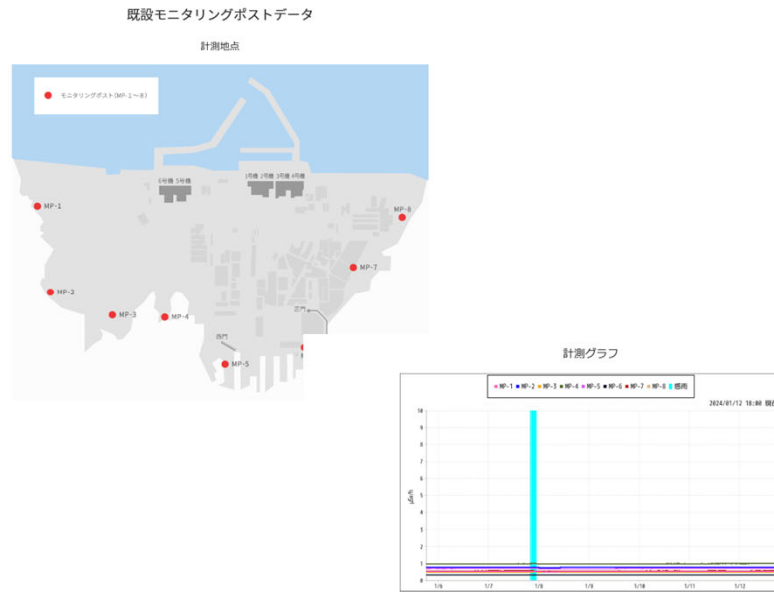 既設モニタリングポストデータ
計測地点
モニタリングポスト(MP-1～8)
6号機 5号機
1号機 2号機 3号機 4号機
MP-1
MP-8
MP-7
MP-2
MP-3
MP-4
正門
西門
MP-5
計測グラフ
MP-1 MP-2 MP-3 MP-4 MP-5 MP-6 MP-7 MP-8 感雨
2024/01/12 18:00 現在
μSv/h
10
9
8
7
6
5
4
3
2
1
0
1/6 1/7 1/8 1/9 1/10 1/11 1/12